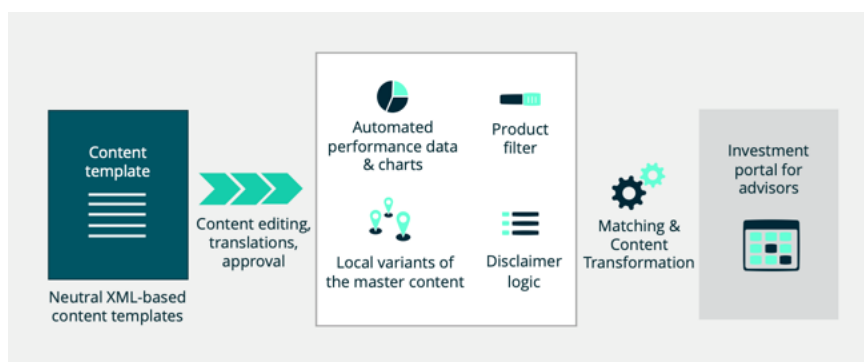 Content
template
Neutral XML-based
content templates
Content editing,
translations,
approval
Automated
performance data
& charts
Product
filter
Local variants of
the master content
Disclaimer
logic
Matching &
Content
Transformation
Investment
portal for
advisors